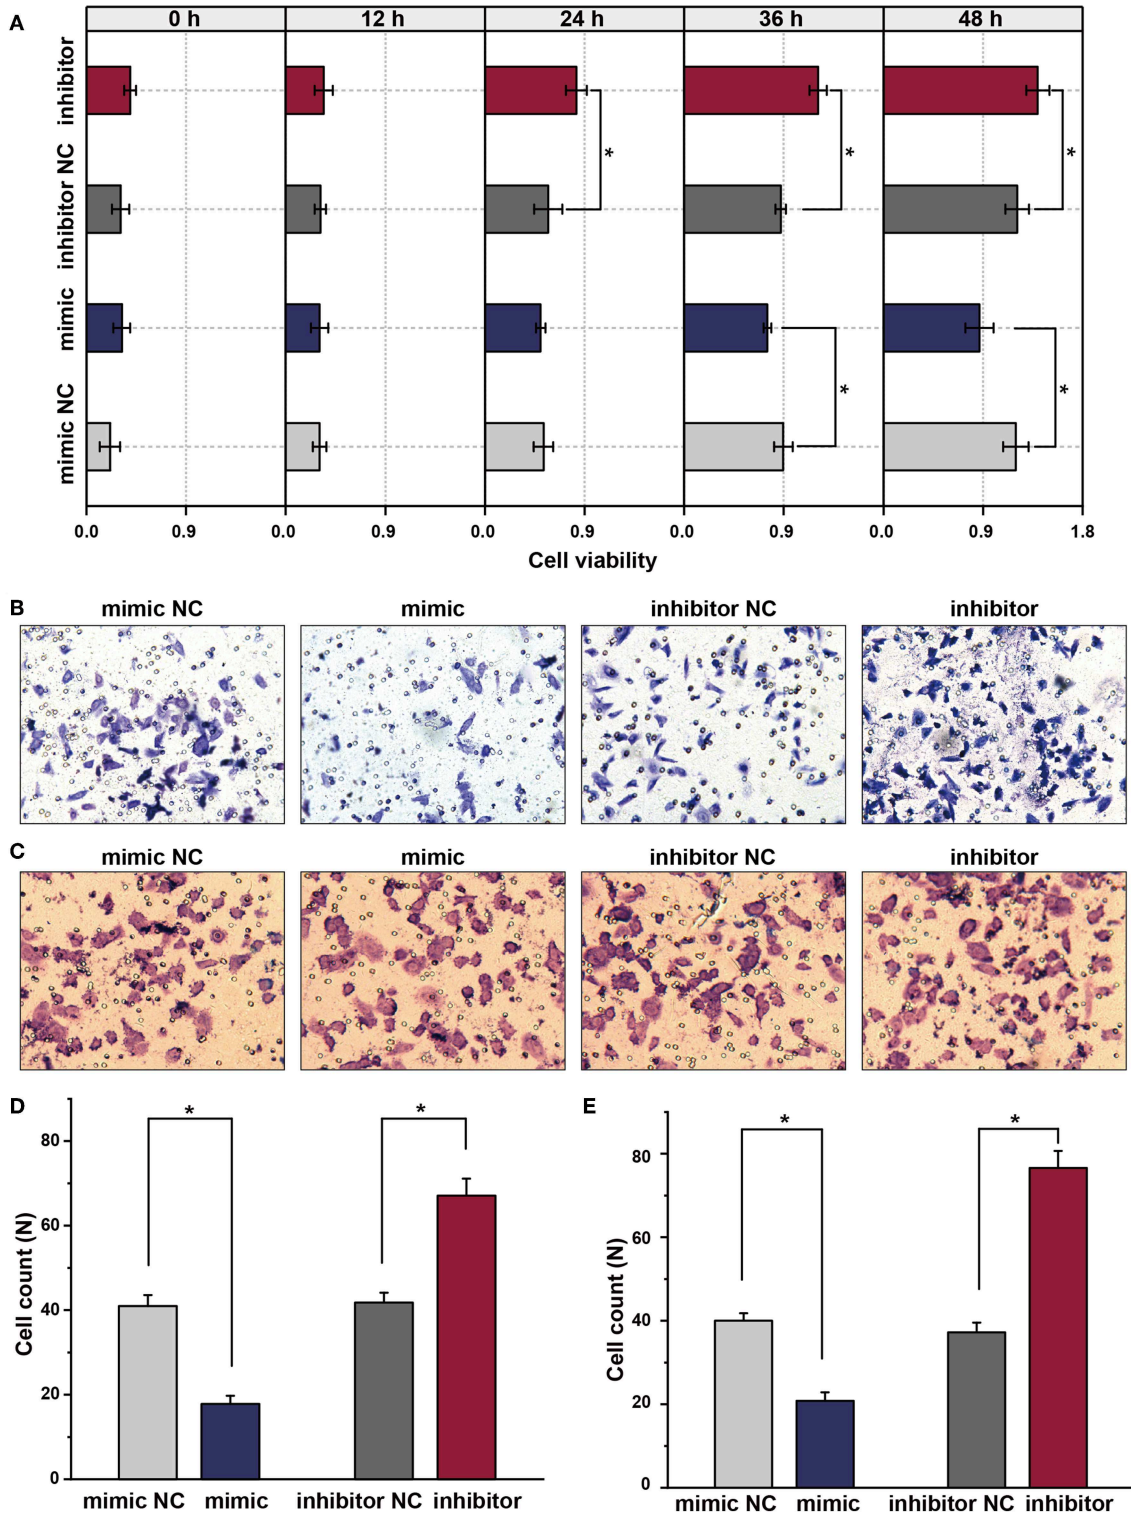 A
0 h 12 h 24 h 36 h 48 h
inhibitor
inhibitor NC
mimic
mimic NC
*
*
*
*
*
0.0 0.9 0.0 0.9 0.0 0.9 0.0 0.9 0.0 0.9 1.8
Cell viability
B
mimic NC mimic inhibitor NC inhibitor
C
mimic NC mimic inhibitor NC inhibitor
D
*
*
80
60
40
20
0
Cell count (N)
mimic NC mimic inhibitor NC inhibitor
E
*
*
80
60
40
20
0
Cell count (N)
mimic NC mimic inhibitor NC inhibitor